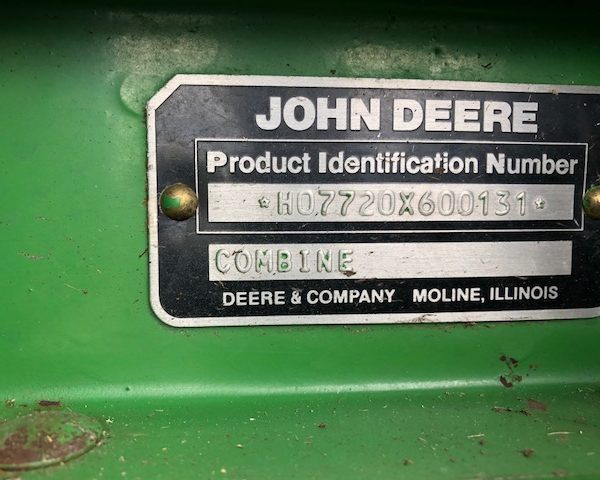 JOHN DEERE
Product Identification Number
*H07720X600131*
COMBINE
DEERE & COMPANY MOLINE, ILLINOIS